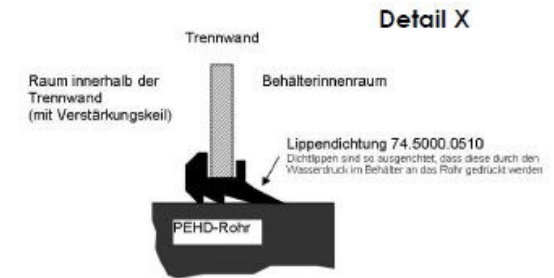 Detail X
Trennwand
Raum innerhalb der
Trennwand
(mit Verstärkungskeil)
Behälterinnenraum
Lippendichtung 74.5000.0510
Dichtlippen sind so ausgerichtet, dass diese durch den
Wasserdruck im Behälter an das Rohr gedrückt werden
PEHD-Rohr